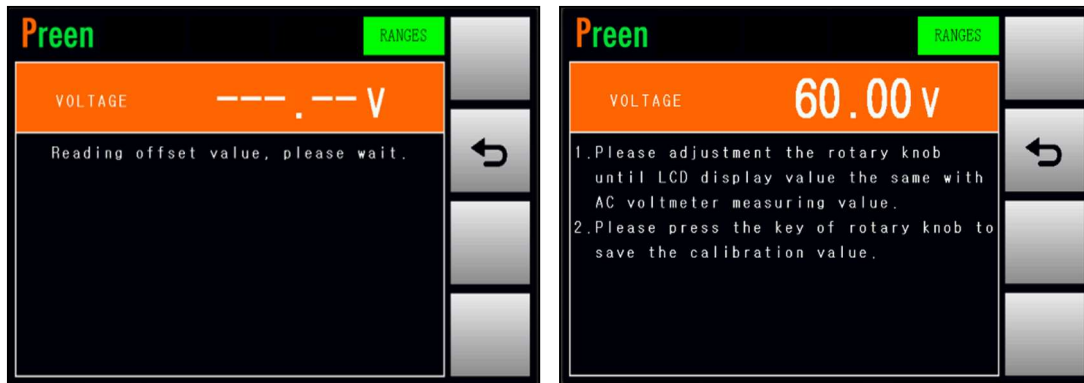 Preen
RANGES
VOLTAGE ---.-- V
Reading offset value, please wait.
Preen
RANGES
VOLTAGE 60.00 V
1.Please adjustment the rotary knob
until LCD display value the same with
AC voltmeter measuring value.
2.Please press the key of rotary knob to
save the calibration value.